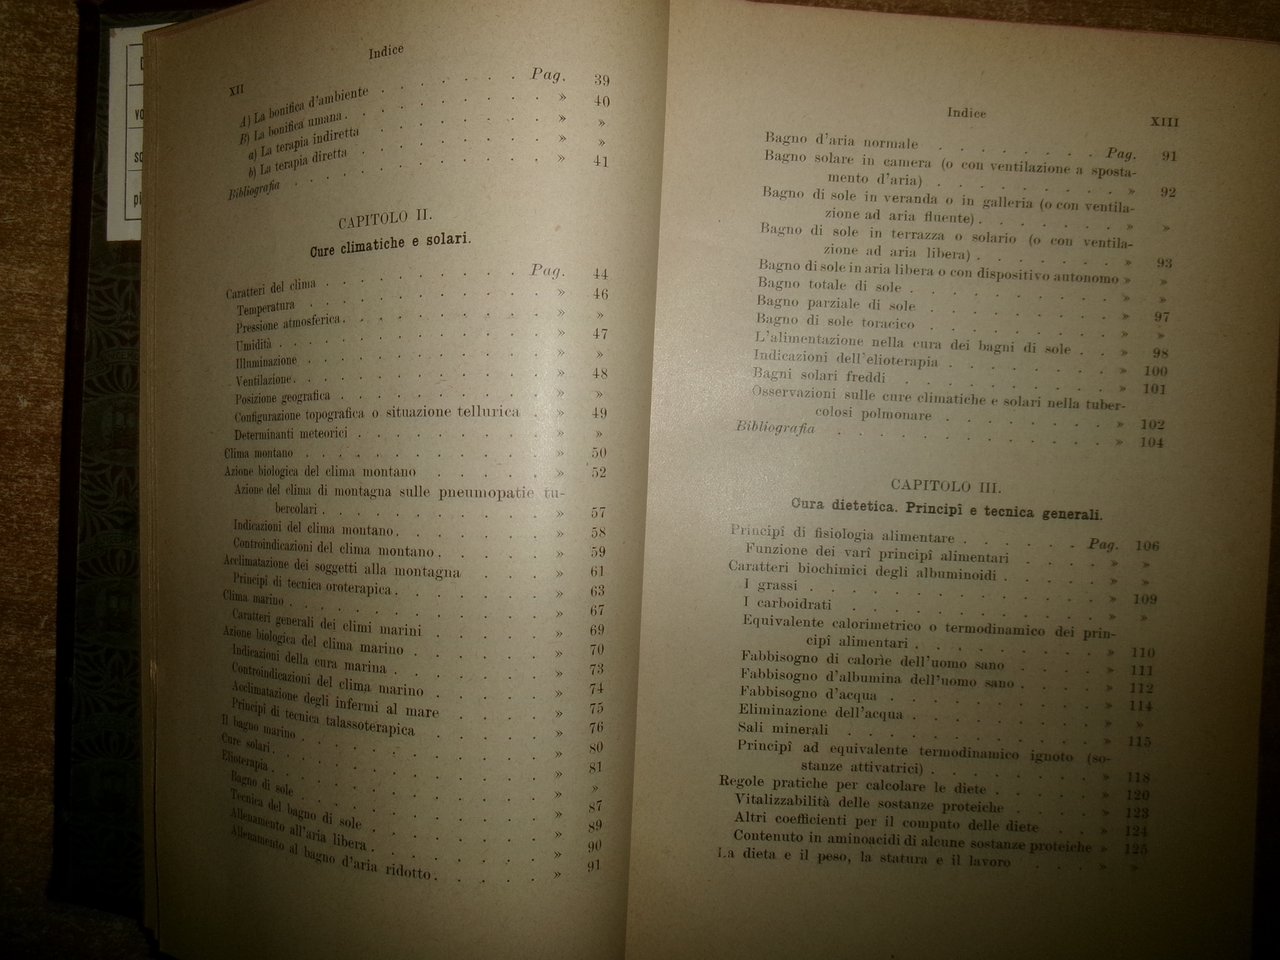 XII
Indice
A) La bonifica d'ambiente . . . . . . . Pag. 39
B) La bonifica umana . . . . . . . . » 40
a) La terapia indiretta . . . . . . . » »
b) La terapia diretta . . . . . . . . » »
Bibliografia . . . . . . . . . . » 41
CAPITOLO II.
Cure climatiche e solari.
Caratteri del clima . . . . . . . . Pag. 44
Temperatura . . . . . . . . . . » 46
Pressione atmosferica . . . . . . . . » »
Umidità . . . . . . . . . . . » 47
Illuminazione . . . . . . . . . . » »
Ventilazione . . . . . . . . . . » 48
Posizione geografica . . . . . . . . » »
Configurazione topografica o situazione tellurica . » 49
Determinanti meteorici . . . . . . . . » »
Clima montano . . . . . . . . . . » 50
Azione biologica del clima montano . . . . . » 52
Azione del clima di montagna sulle pneumopatie tu-
bercolari . . . . . . . . . . » 57
Indicazioni del clima montano . . . . . . » 58
Controindicazioni del clima montano . . . . . » 59
Acclimatazione dei soggetti alla montagna . . . » 61
Principî di tecnica oroterapica . . . . . . » 63
Clima marino . . . . . . . . . . » 67
Caratteri generali dei climi marini . . . . . » 69
Azione biologica del clima marino . . . . . » 70
Indicazioni della cura marina . . . . . . » 73
Controindicazioni del clima marino . . . . . » 74
Acclimatazione degli infermi al mare . . . . » 75
Principî di tecnica talassoterapica . . . . . » 76
Il bagno marino . . . . . . . . . » 80
Cure solari . . . . . . . . . . » 81
Elioterapia . . . . . . . . . . » »
Bagno di sole . . . . . . . . . . » 87
Tecnica del bagno di sole . . . . . . . » 89
Allenamento all'aria libera . . . . . . . » 90
Allenamento al bagno d'aria ridotto . . . . . » 91
Indice
XIII
Bagno d'aria normale . . . . . . . . Pag. 91
Bagno solare in camera (o con ventilazione a sposta-
mento d'aria) . . . . . . . . . » 92
Bagno di sole in veranda o in galleria (o con ventila-
zione ad aria fluente) . . . . . . . » »
Bagno di sole in terrazza o solario (o con ventila-
zione ad aria libera) . . . . . . . » 93
Bagno di sole in aria libera o con dispositivo autonomo » »
Bagno totale di sole . . . . . . . . » »
Bagno parziale di sole . . . . . . . » 97
Bagno di sole toracico . . . . . . . » »
L'alimentazione nella cura dei bagni di sole . . » 98
Indicazioni dell'elioterapia . . . . . . . » 100
Bagni solari freddi . . . . . . . . » 101
Osservazioni sulle cure climatiche e solari nella tuber-
colosi polmonare . . . . . . . . » 102
Bibliografia . . . . . . . . . . » 104
CAPITOLO III.
Cura dietetica. Principî e tecnica generali.
Principî di fisiologia alimentare . . . . . . Pag. 106
Funzione dei varî principî alimentari . . . . » »
Caratteri biochimici degli albuminoidi . . . . » »
I grassi . . . . . . . . . . . » 109
I carboidrati . . . . . . . . . . » »
Equivalente calorimetrico o termodinamico dei prin-
cipî alimentari . . . . . . . . . » 110
Fabbisogno di calorie dell'uomo sano . . . . » 111
Fabbisogno d'albumina dell'uomo sano . . . . » 112
Fabbisogno d'acqua . . . . . . . . » 114
Eliminazione dell'acqua . . . . . . . » »
Sali minerali . . . . . . . . . . » 115
Principî ad equivalente termodinamico ignoto (so-
stanze attivatrici) . . . . . . . . » 118
Regole pratiche per calcolare le diete . . . . » 120
Vitalizzabilità delle sostanze proteiche . . . . » 123
Altri coefficienti per il computo delle diete . . » 124
Contenuto in aminoacidi di alcune sostanze proteiche » 125
La dieta e il peso, la statura e il lavoro . . . » »